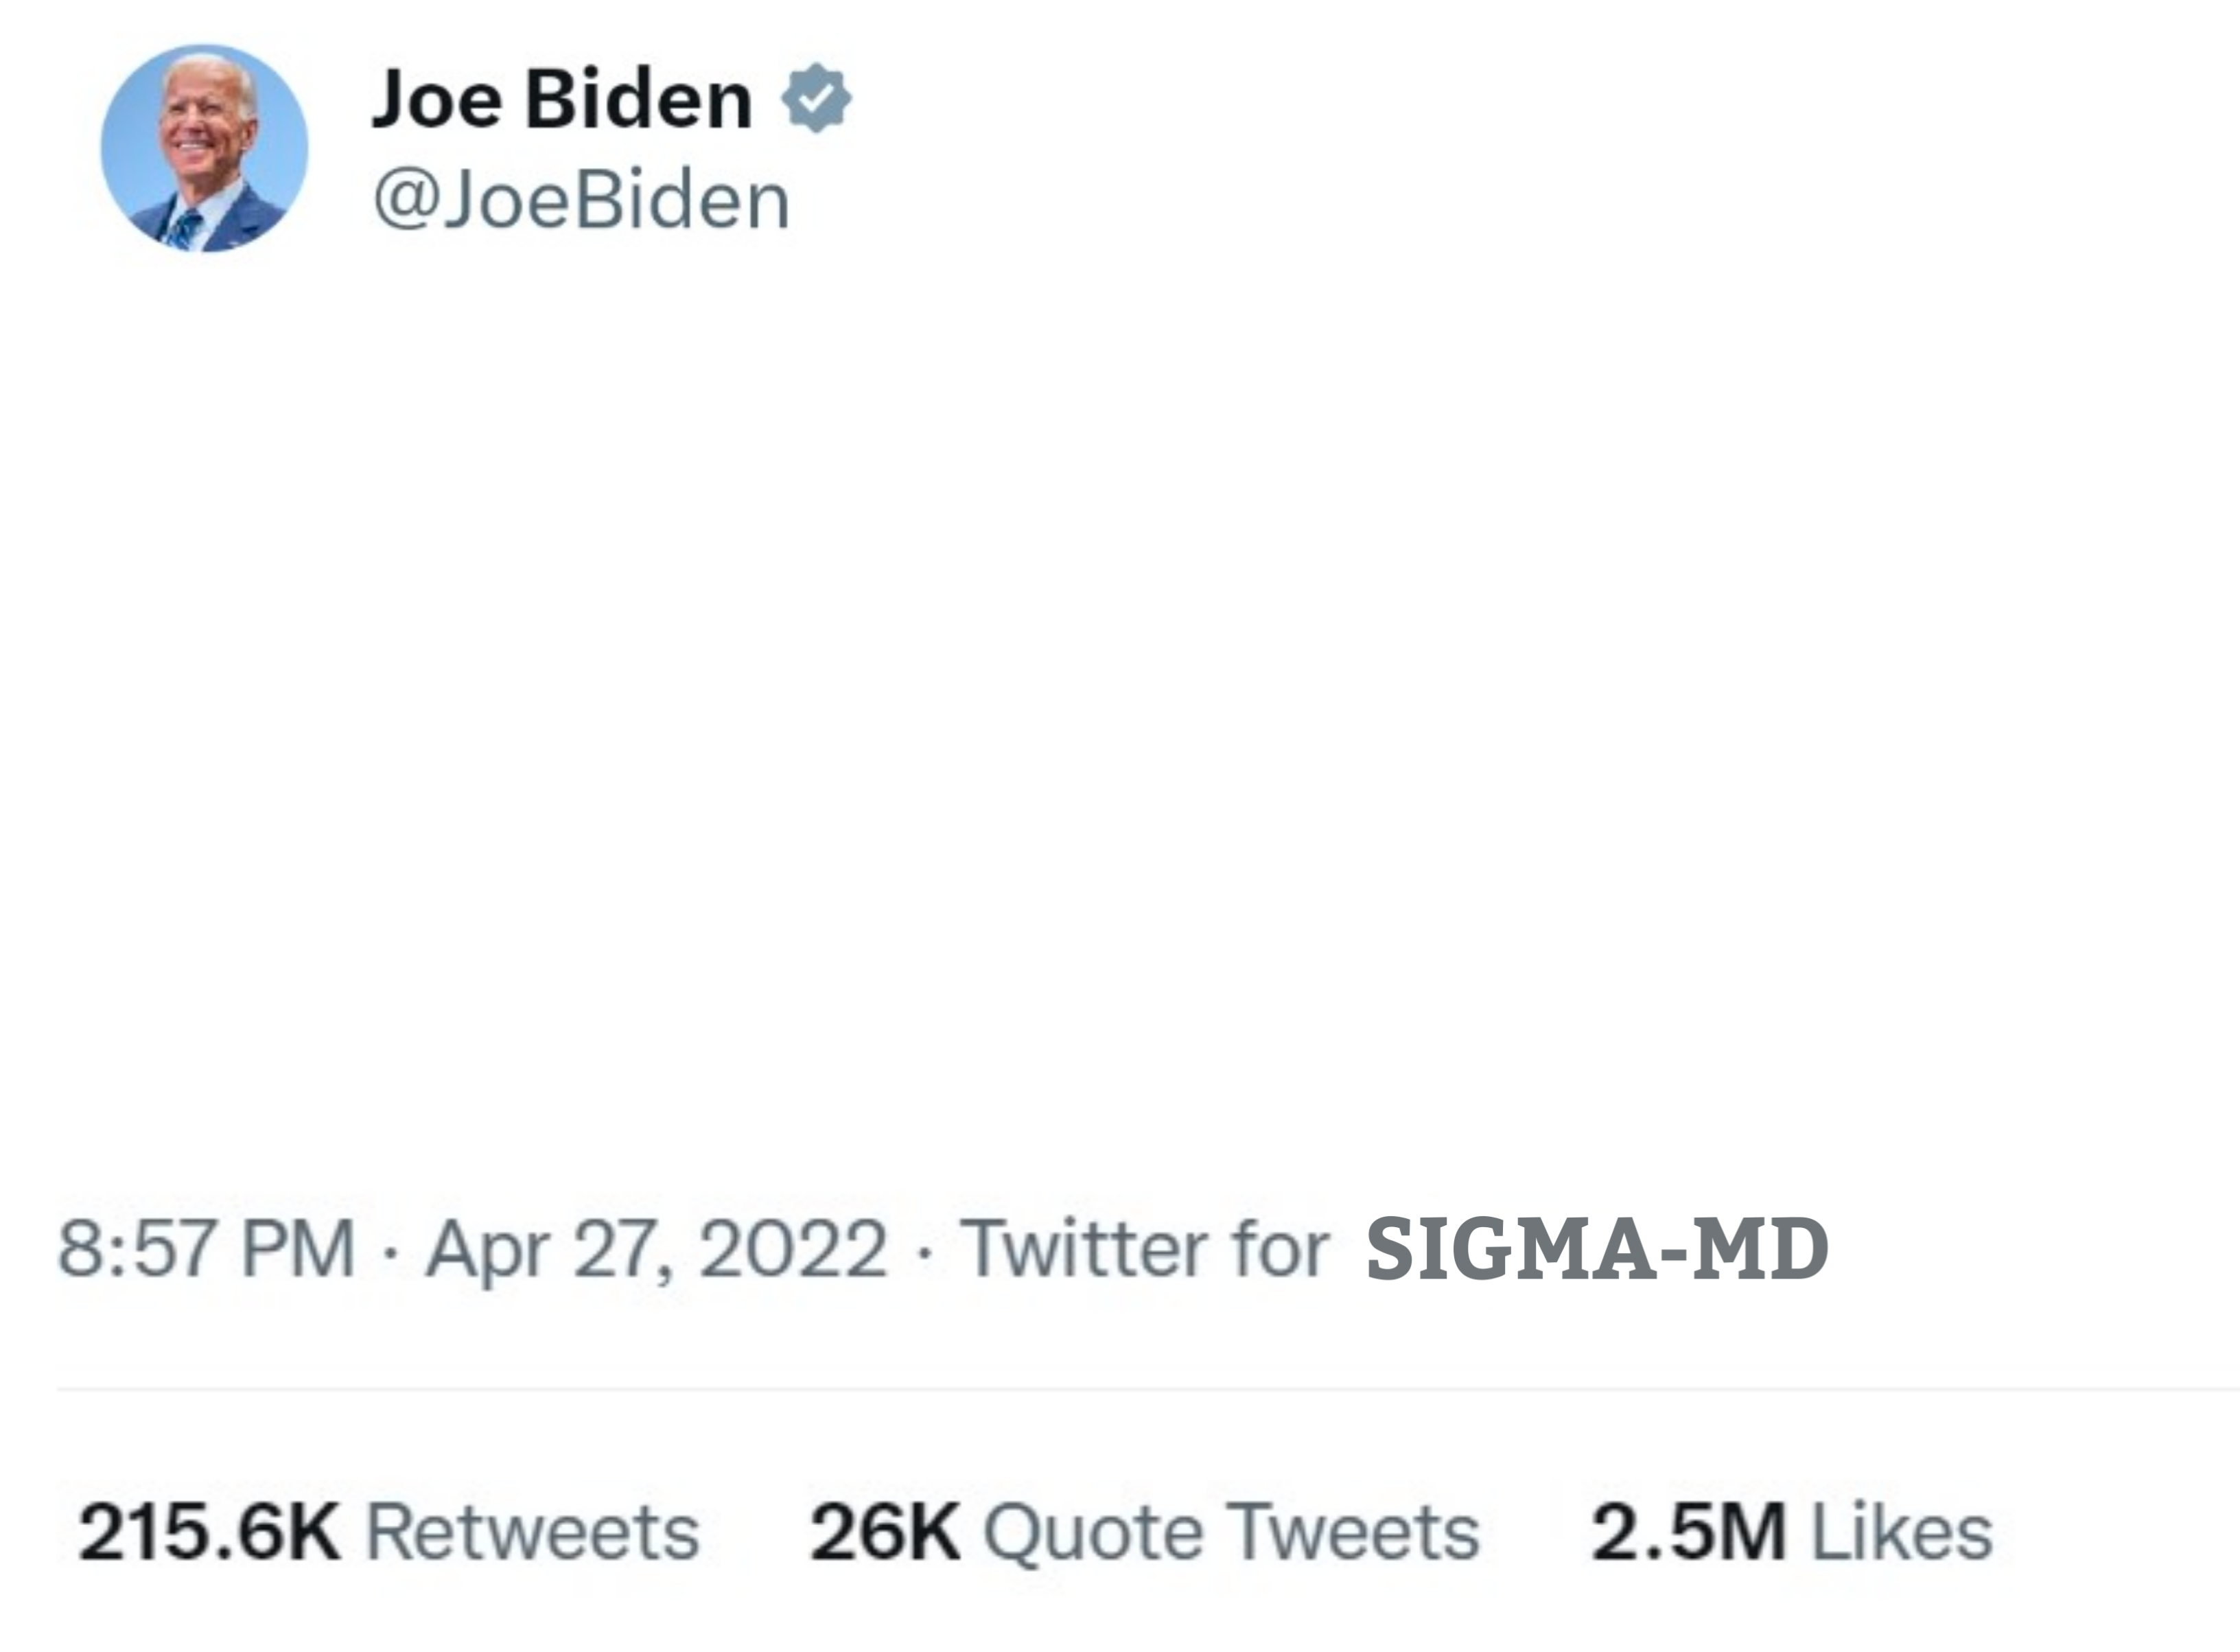 Joe Biden
@JoeBiden
8:57 PM · Apr 27, 2022 · Twitter for SIGMA-MD
215.6K Retweets 26K Quote Tweets 2.5M Likes